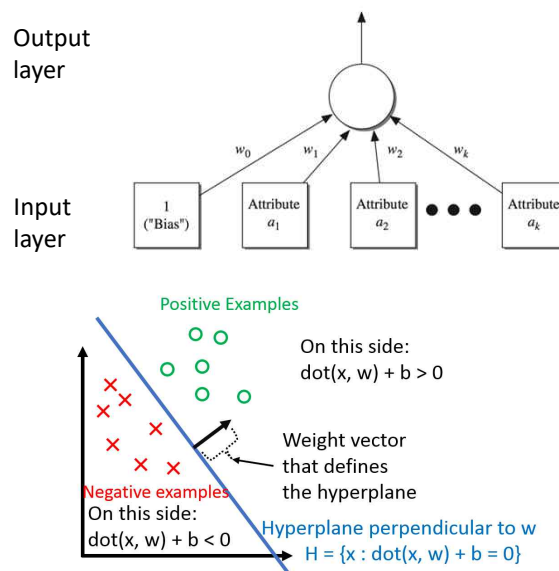 Output
layer
w0
w1
w2
wk
Input
layer
1
("Bias")
Attribute
a1
Attribute
a2
Attribute
ak
Positive Examples
On this side:
dot(x, w) + b > 0
Weight vector
that defines
the hyperplane
Negative examples
On this side:
dot(x, w) + b < 0
Hyperplane perpendicular to w
H = {x : dot(x, w) + b = 0}